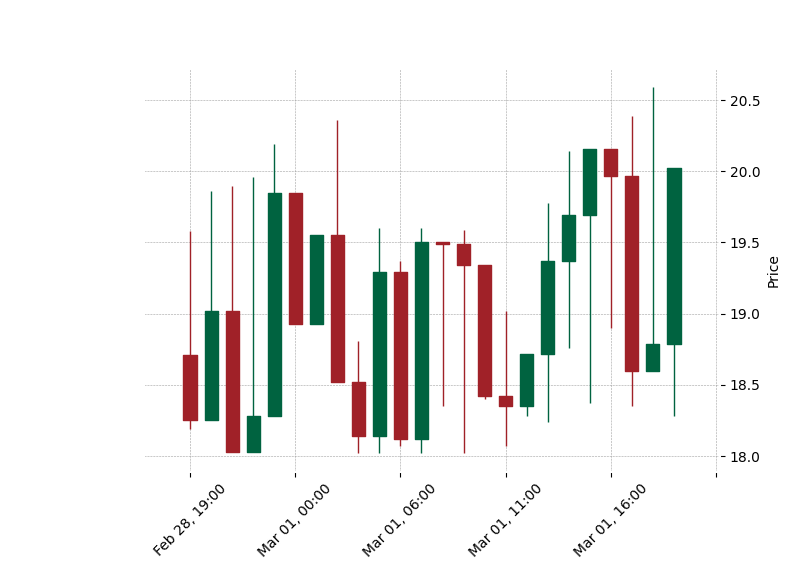 20.5
20.0
19.5
19.0
18.5
18.0
Price
Feb 28, 19:00
Mar 01, 00:00
Mar 01, 06:00
Mar 01, 11:00
Mar 01, 16:00